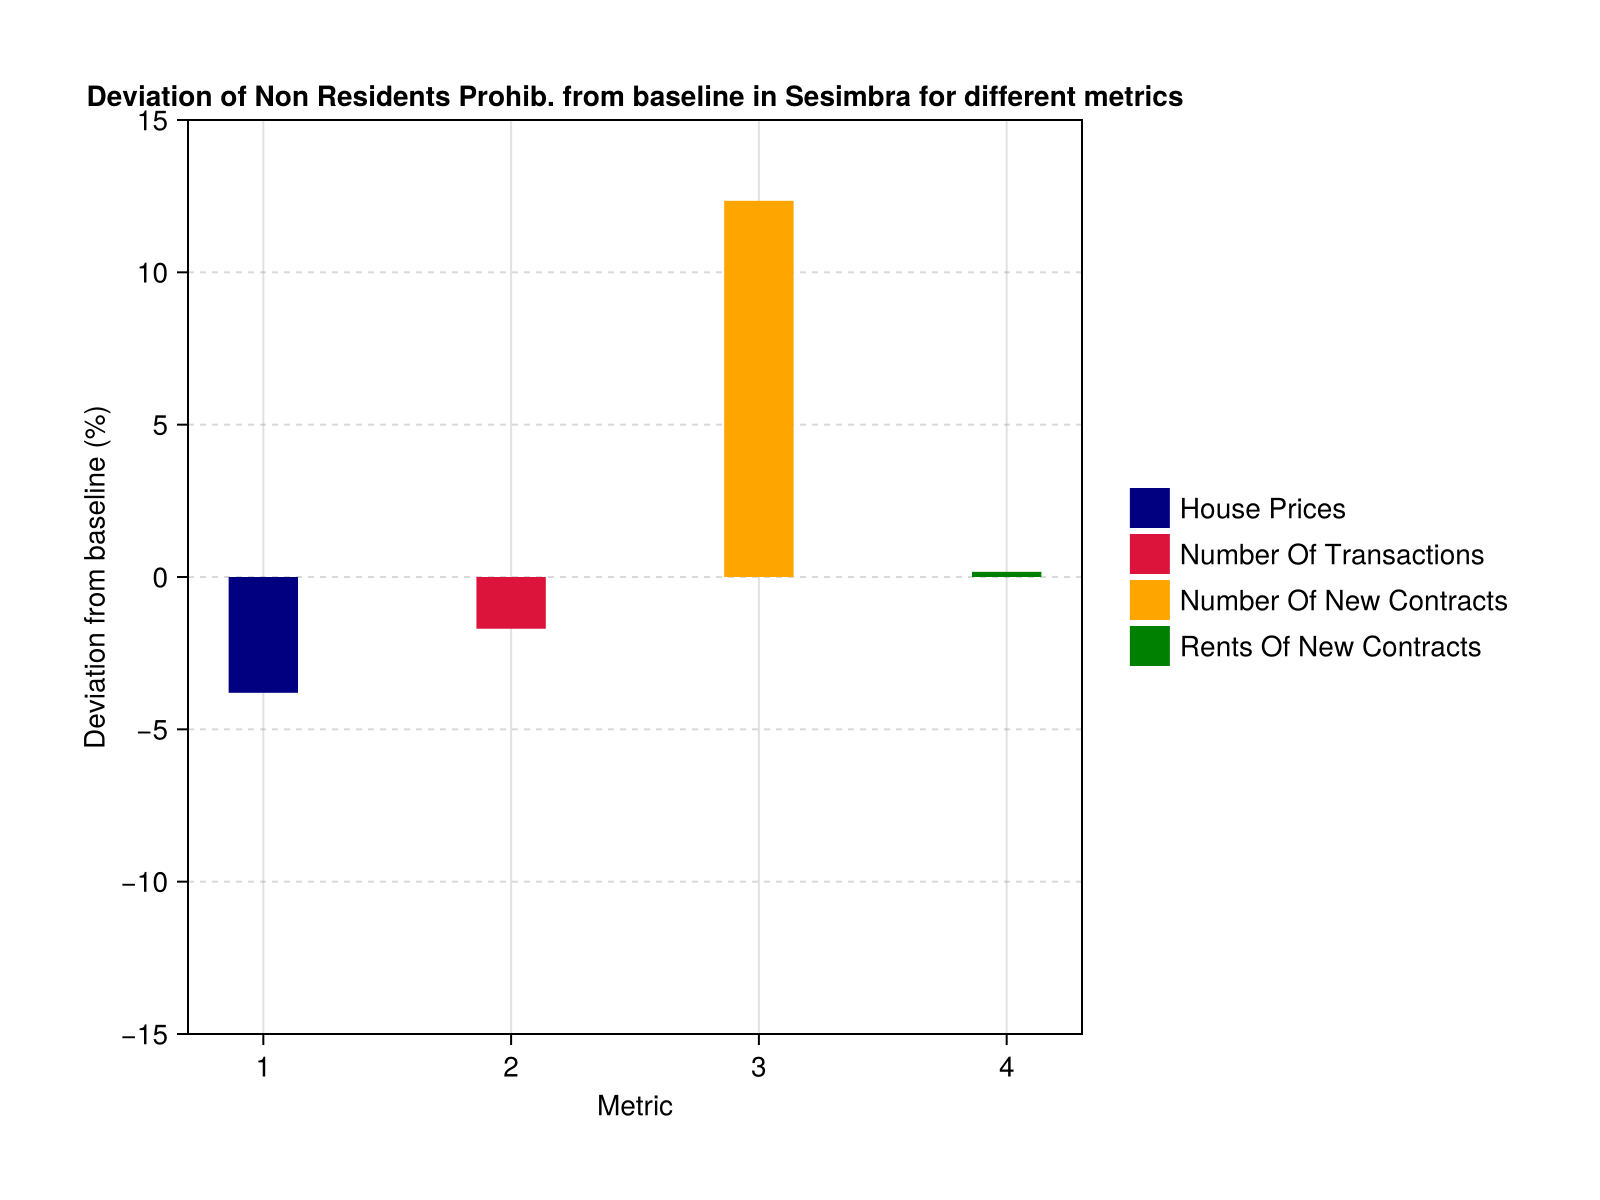 Deviation of Non Residents Prohib. from baseline in Sesimbra for different metrics
15
10
5
0
−5
−10
−15
Deviation from baseline (%)
1 2 3 4
Metric
House Prices
Number Of Transactions
Number Of New Contracts
Rents Of New Contracts